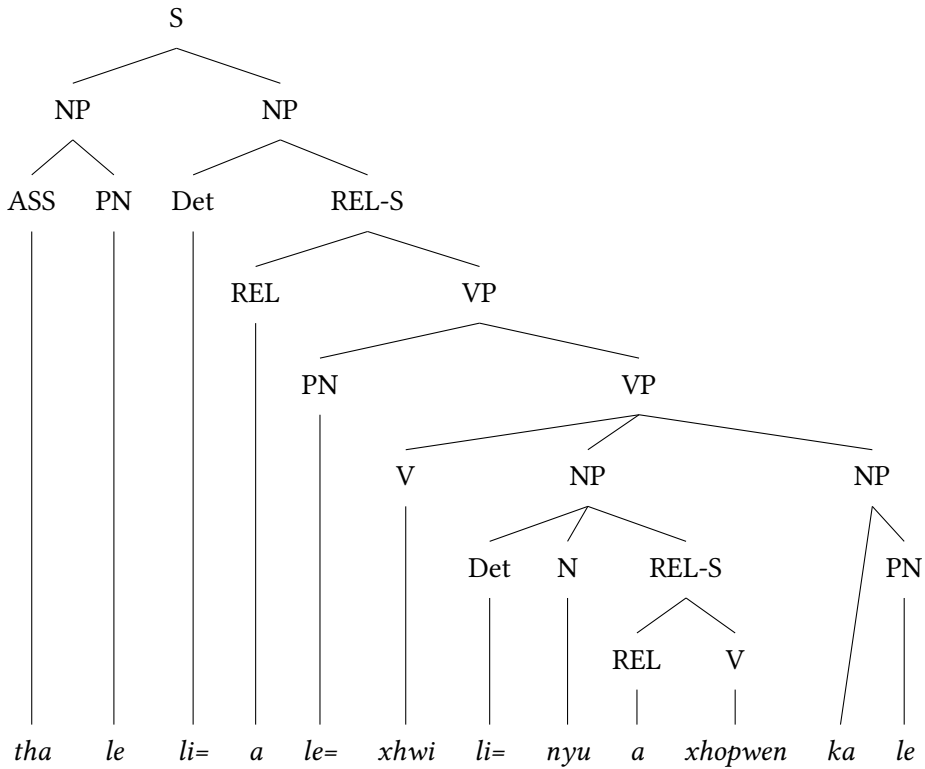 S
NP NP
ASS PN Det REL-S
REL VP
PN VP
V NP NP
Det N REL-S PN
REL V
tha le li= a le= xhwi li= nyu a xhopwen ka le